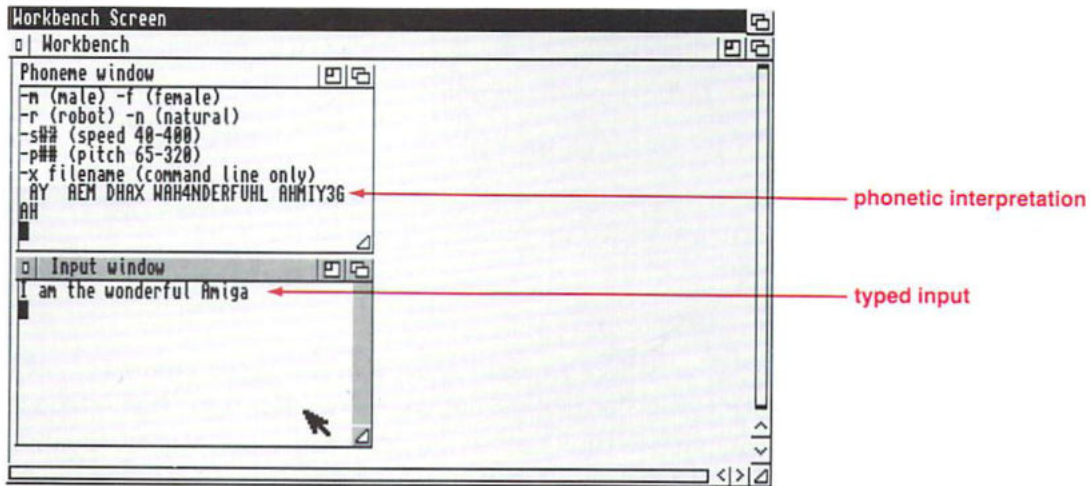 Workbench Screen
Workbench
Phoneme window
-m (male) -f (female)
-r (robot) -n (natural)
-s## (speed 40-400)
-p## (pitch 65-320)
-x filename (command line only)
AY AEM DHAX WAH4NDERFUHL AHMIY3G
AH
phonetic interpretation
Input window
I am the wonderful Amiga
typed input